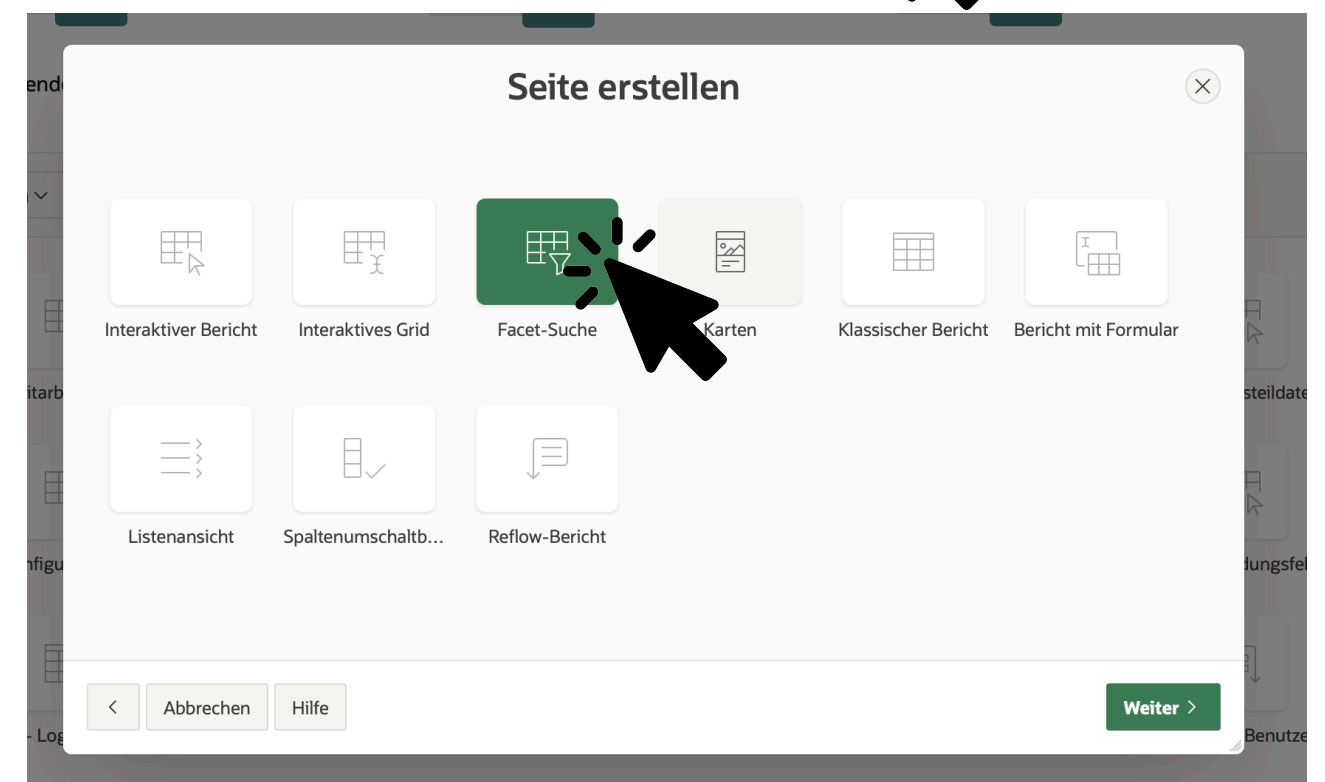 Seite erstellen
Interaktiver Bericht
Interaktives Grid
Facet-Suche
Karten
Klassischer Bericht
Bericht mit Formular
Listenansicht
Spaltenumschaltb...
Reflow-Bericht
Abbrechen
Hilfe
Weiter